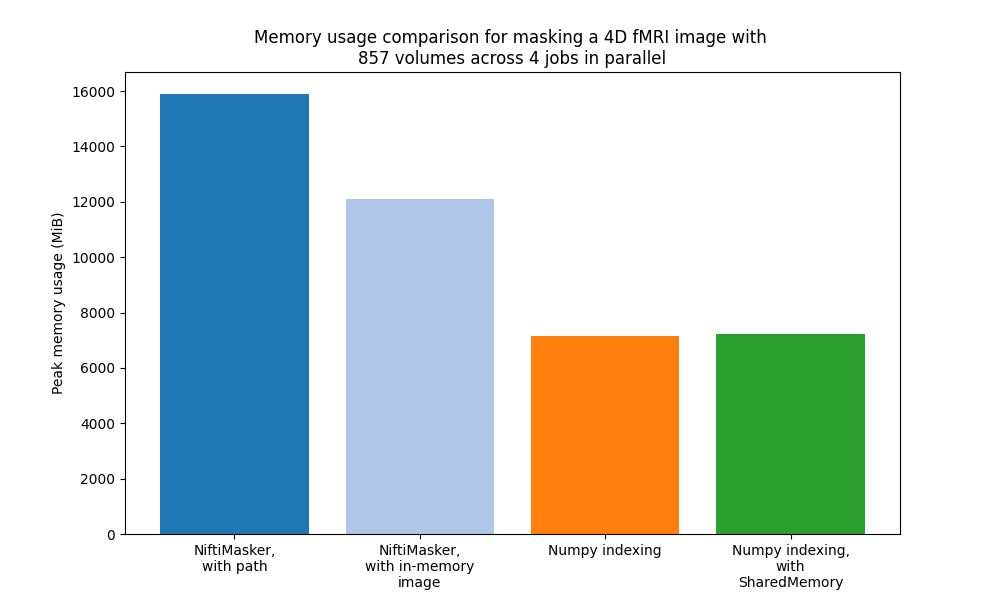 Memory usage comparison for masking a 4D fMRI image with
857 volumes across 4 jobs in parallel
Peak memory usage (MiB)
16000
14000
12000
10000
8000
6000
4000
2000
0
NiftiMasker,
with path
NiftiMasker,
with in-memory
image
Numpy indexing
Numpy indexing,
with
SharedMemory